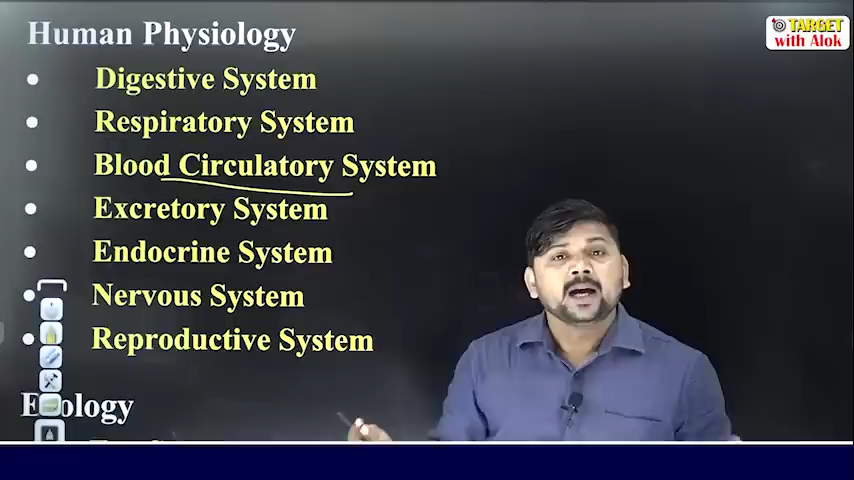 Human Physiology
TARGET
with Alok
• Digestive System
• Respiratory System
• Blood Circulatory System
• Excretory System
• Endocrine System
• Nervous System
• Reproductive System
Ecology